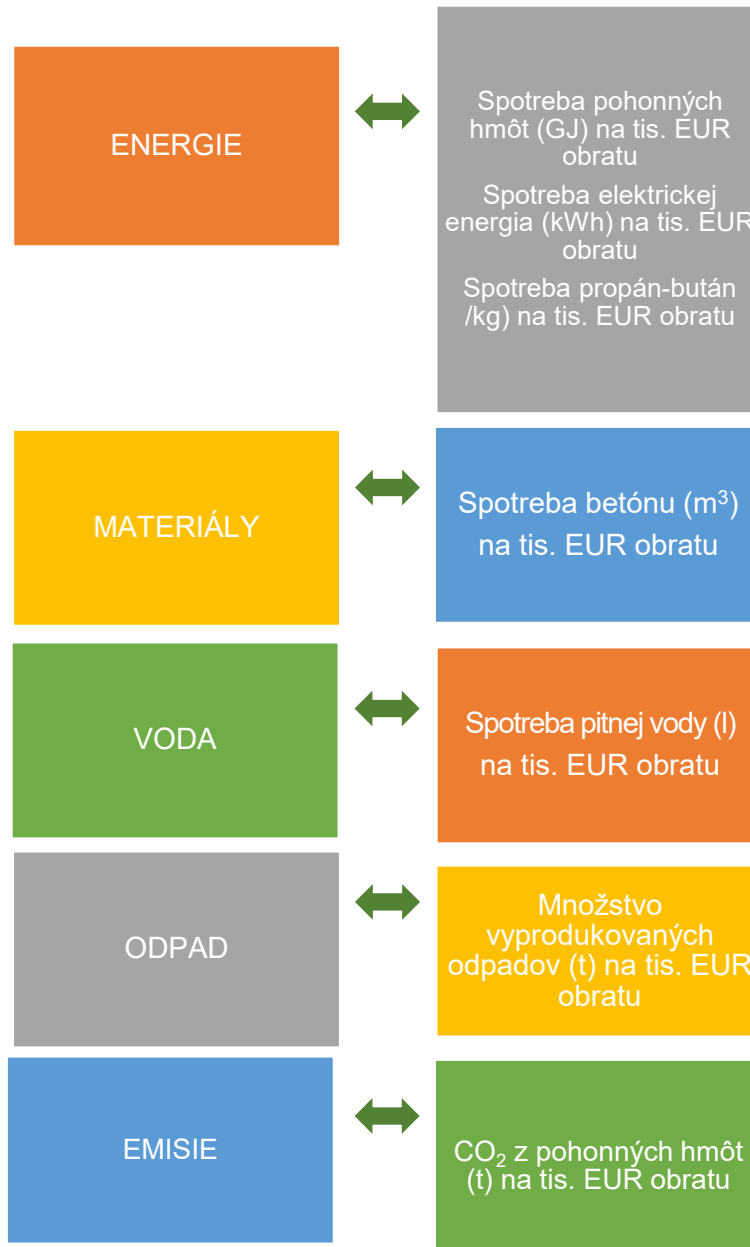 ENERGIE
Spotreba pohonných
hmôt (GJ) na tis. EUR
obratu
Spotreba elektrickej
energia (kWh) na tis. EUR
obratu
Spotreba propán-bután
/kg) na tis. EUR obratu
MATERIÁLY
Spotreba betónu (m³)
na tis. EUR obratu
VODA
Spotreba pitnej vody (l)
na tis. EUR obratu
ODPAD
Množstvo
vyprodukovaných
odpadov (t) na tis. EUR
obratu
EMISIE
CO₂ z pohonných hmôt
(t) na tis. EUR obratu